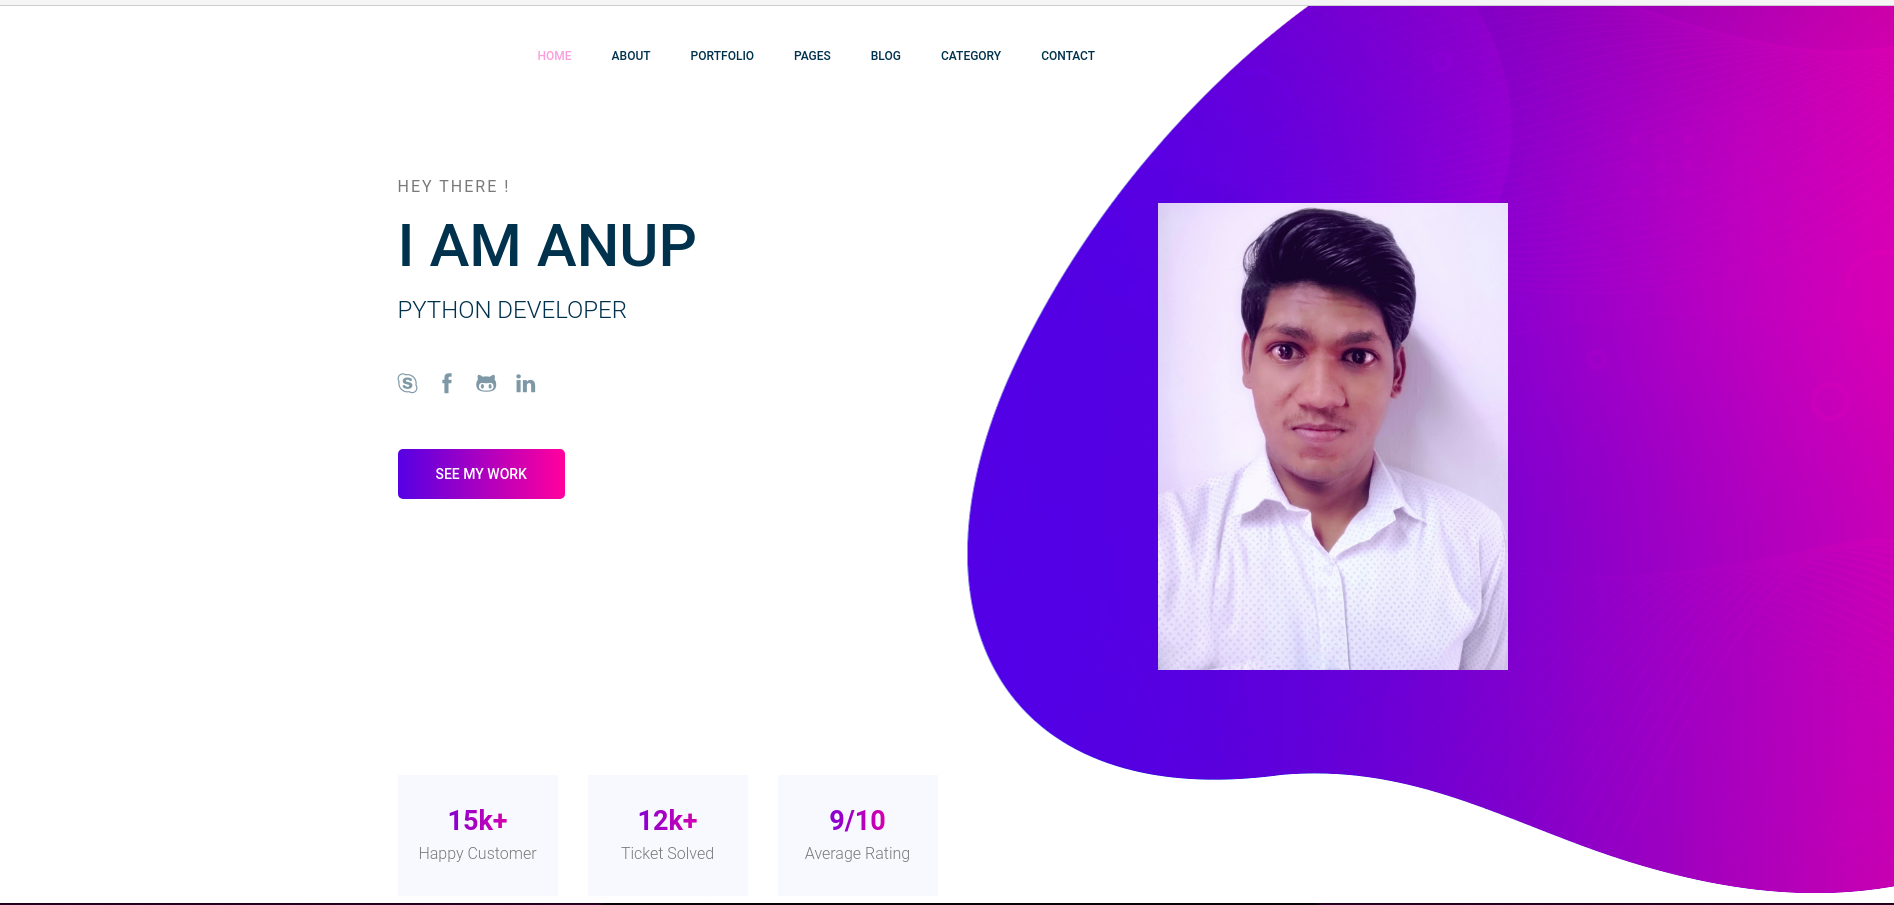 HOME ABOUT PORTFOLIO PAGES BLOG CATEGORY CONTACT
HEY THERE !
I AM ANUP
PYTHON DEVELOPER
SEE MY WORK
15k+ 12k+ 9/10
Happy Customer Ticket Solved Average Rating